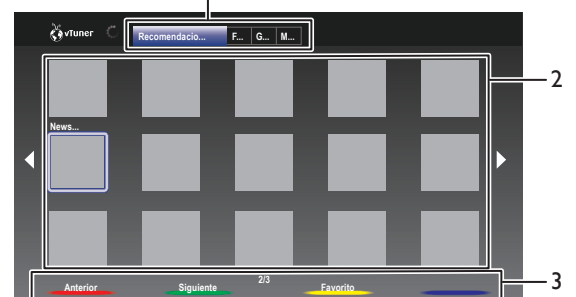 vTuner
Recomendacio... F... G... M...
2
News...
2/3
Anterior Siguiente Favorito
3